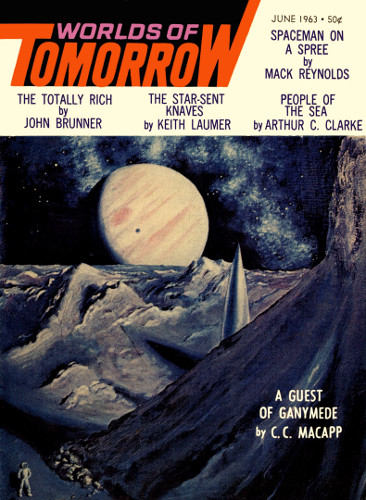 WORLDS OF
TOMORROW
JUNE 1963 • 50¢
SPACEMAN ON
A SPREE
by
MACK REYNOLDS
THE TOTALLY RICH
by
JOHN BRUNNER
THE STAR-SENT
KNAVES
by KEITH LAUMER
PEOPLE OF
THE SEA
by ARTHUR C. CLARKE
A GUEST
OF GANYMEDE
by C. C. MACAPP